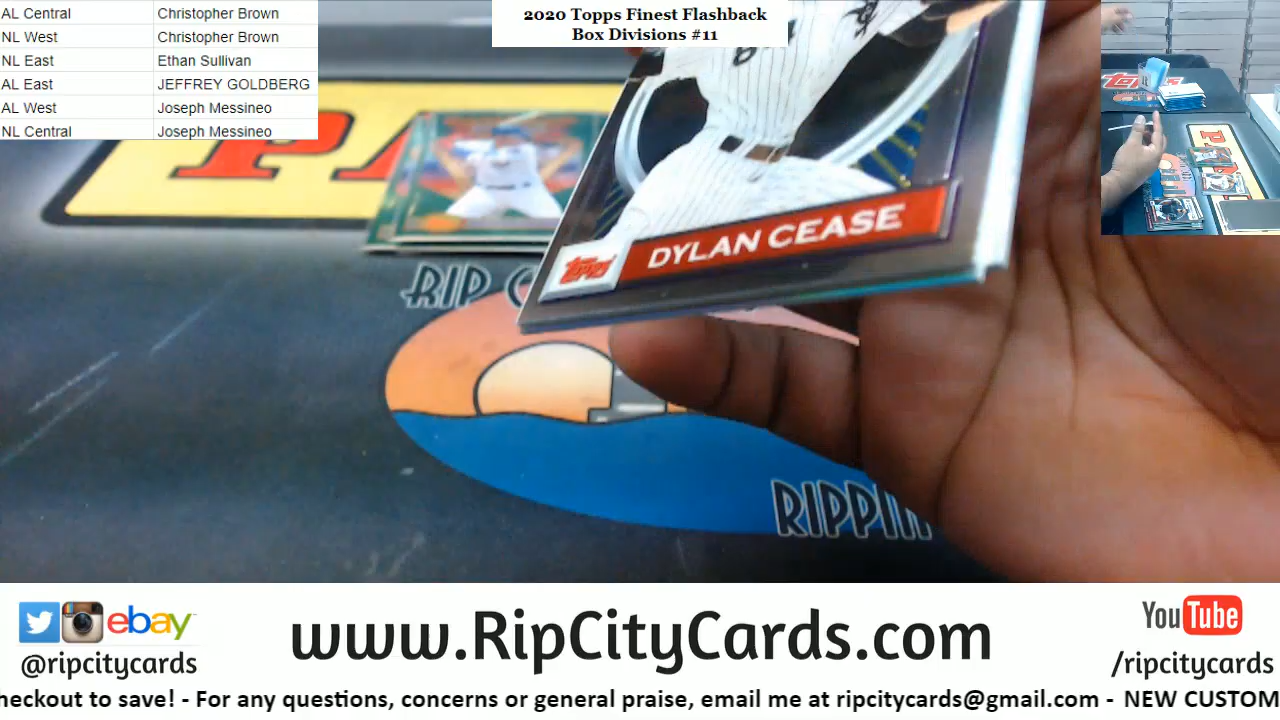 AL Central Christopher Brown
NL West Christopher Brown
NL East Ethan Sullivan
AL East JEFFREY GOLDBERG
AL West Joseph Messineo
NL Central Joseph Messineo
2020 Topps Finest Flashback
Box Divisions #11
Topps
DYLAN CEASE
Topps
RIP
RIPPIN
ebay
@ripcitycards
www.RipCityCards.com
YouTube
/ripcitycards
heckout to save! - For any questions, concerns or general praise, email me at ripcitycards@gmail.com - NEW CUSTOM